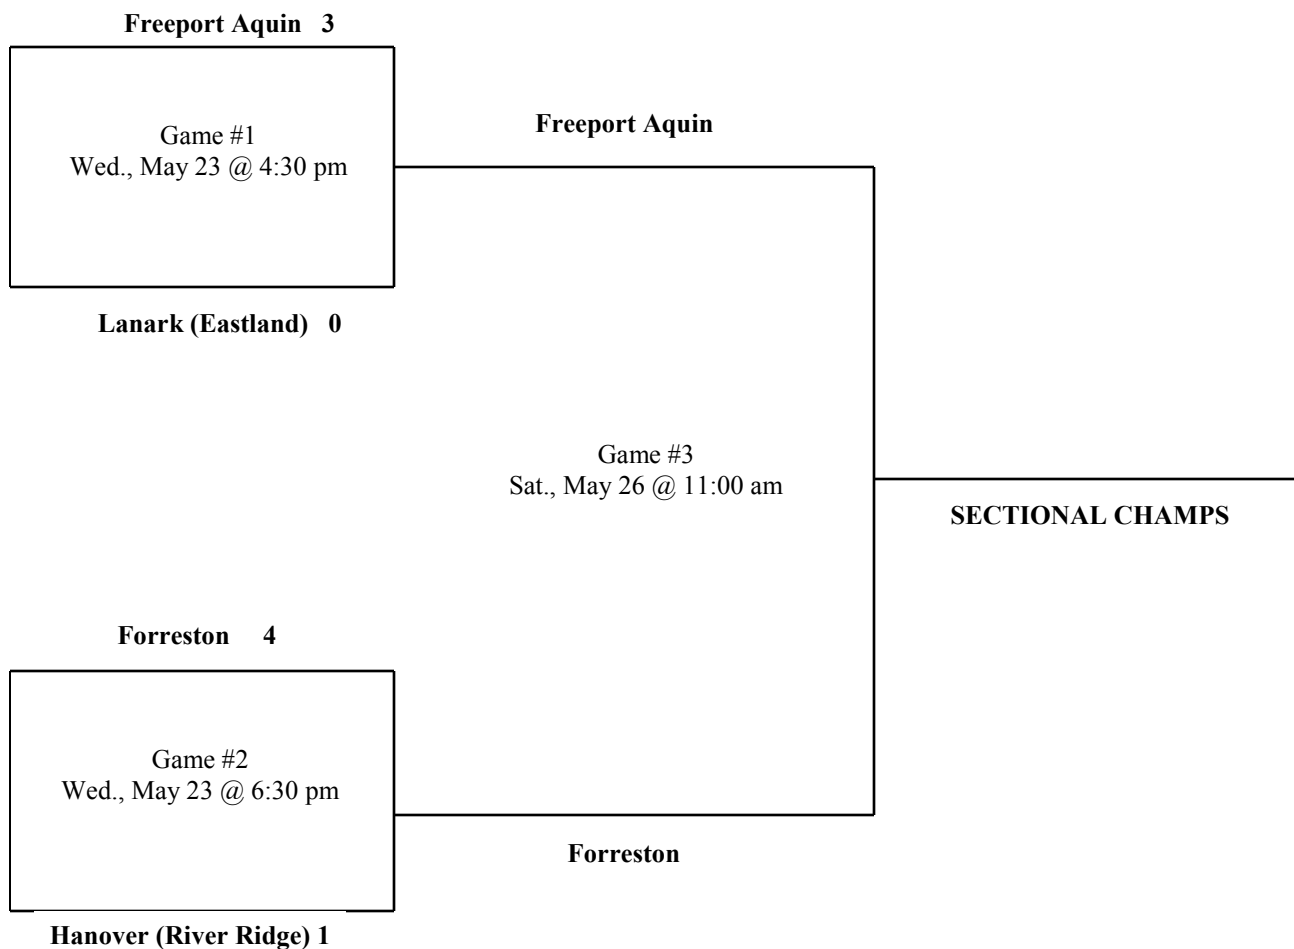 Freeport Aquin 3
Game #1
Wed., May 23 @ 4:30 pm
Lanark (Eastland) 0
Freeport Aquin
Game #3
Sat., May 26 @ 11:00 am
SECTIONAL CHAMPS
Forreston 4
Game #2
Wed., May 23 @ 6:30 pm
Forreston
Hanover (River Ridge) 1